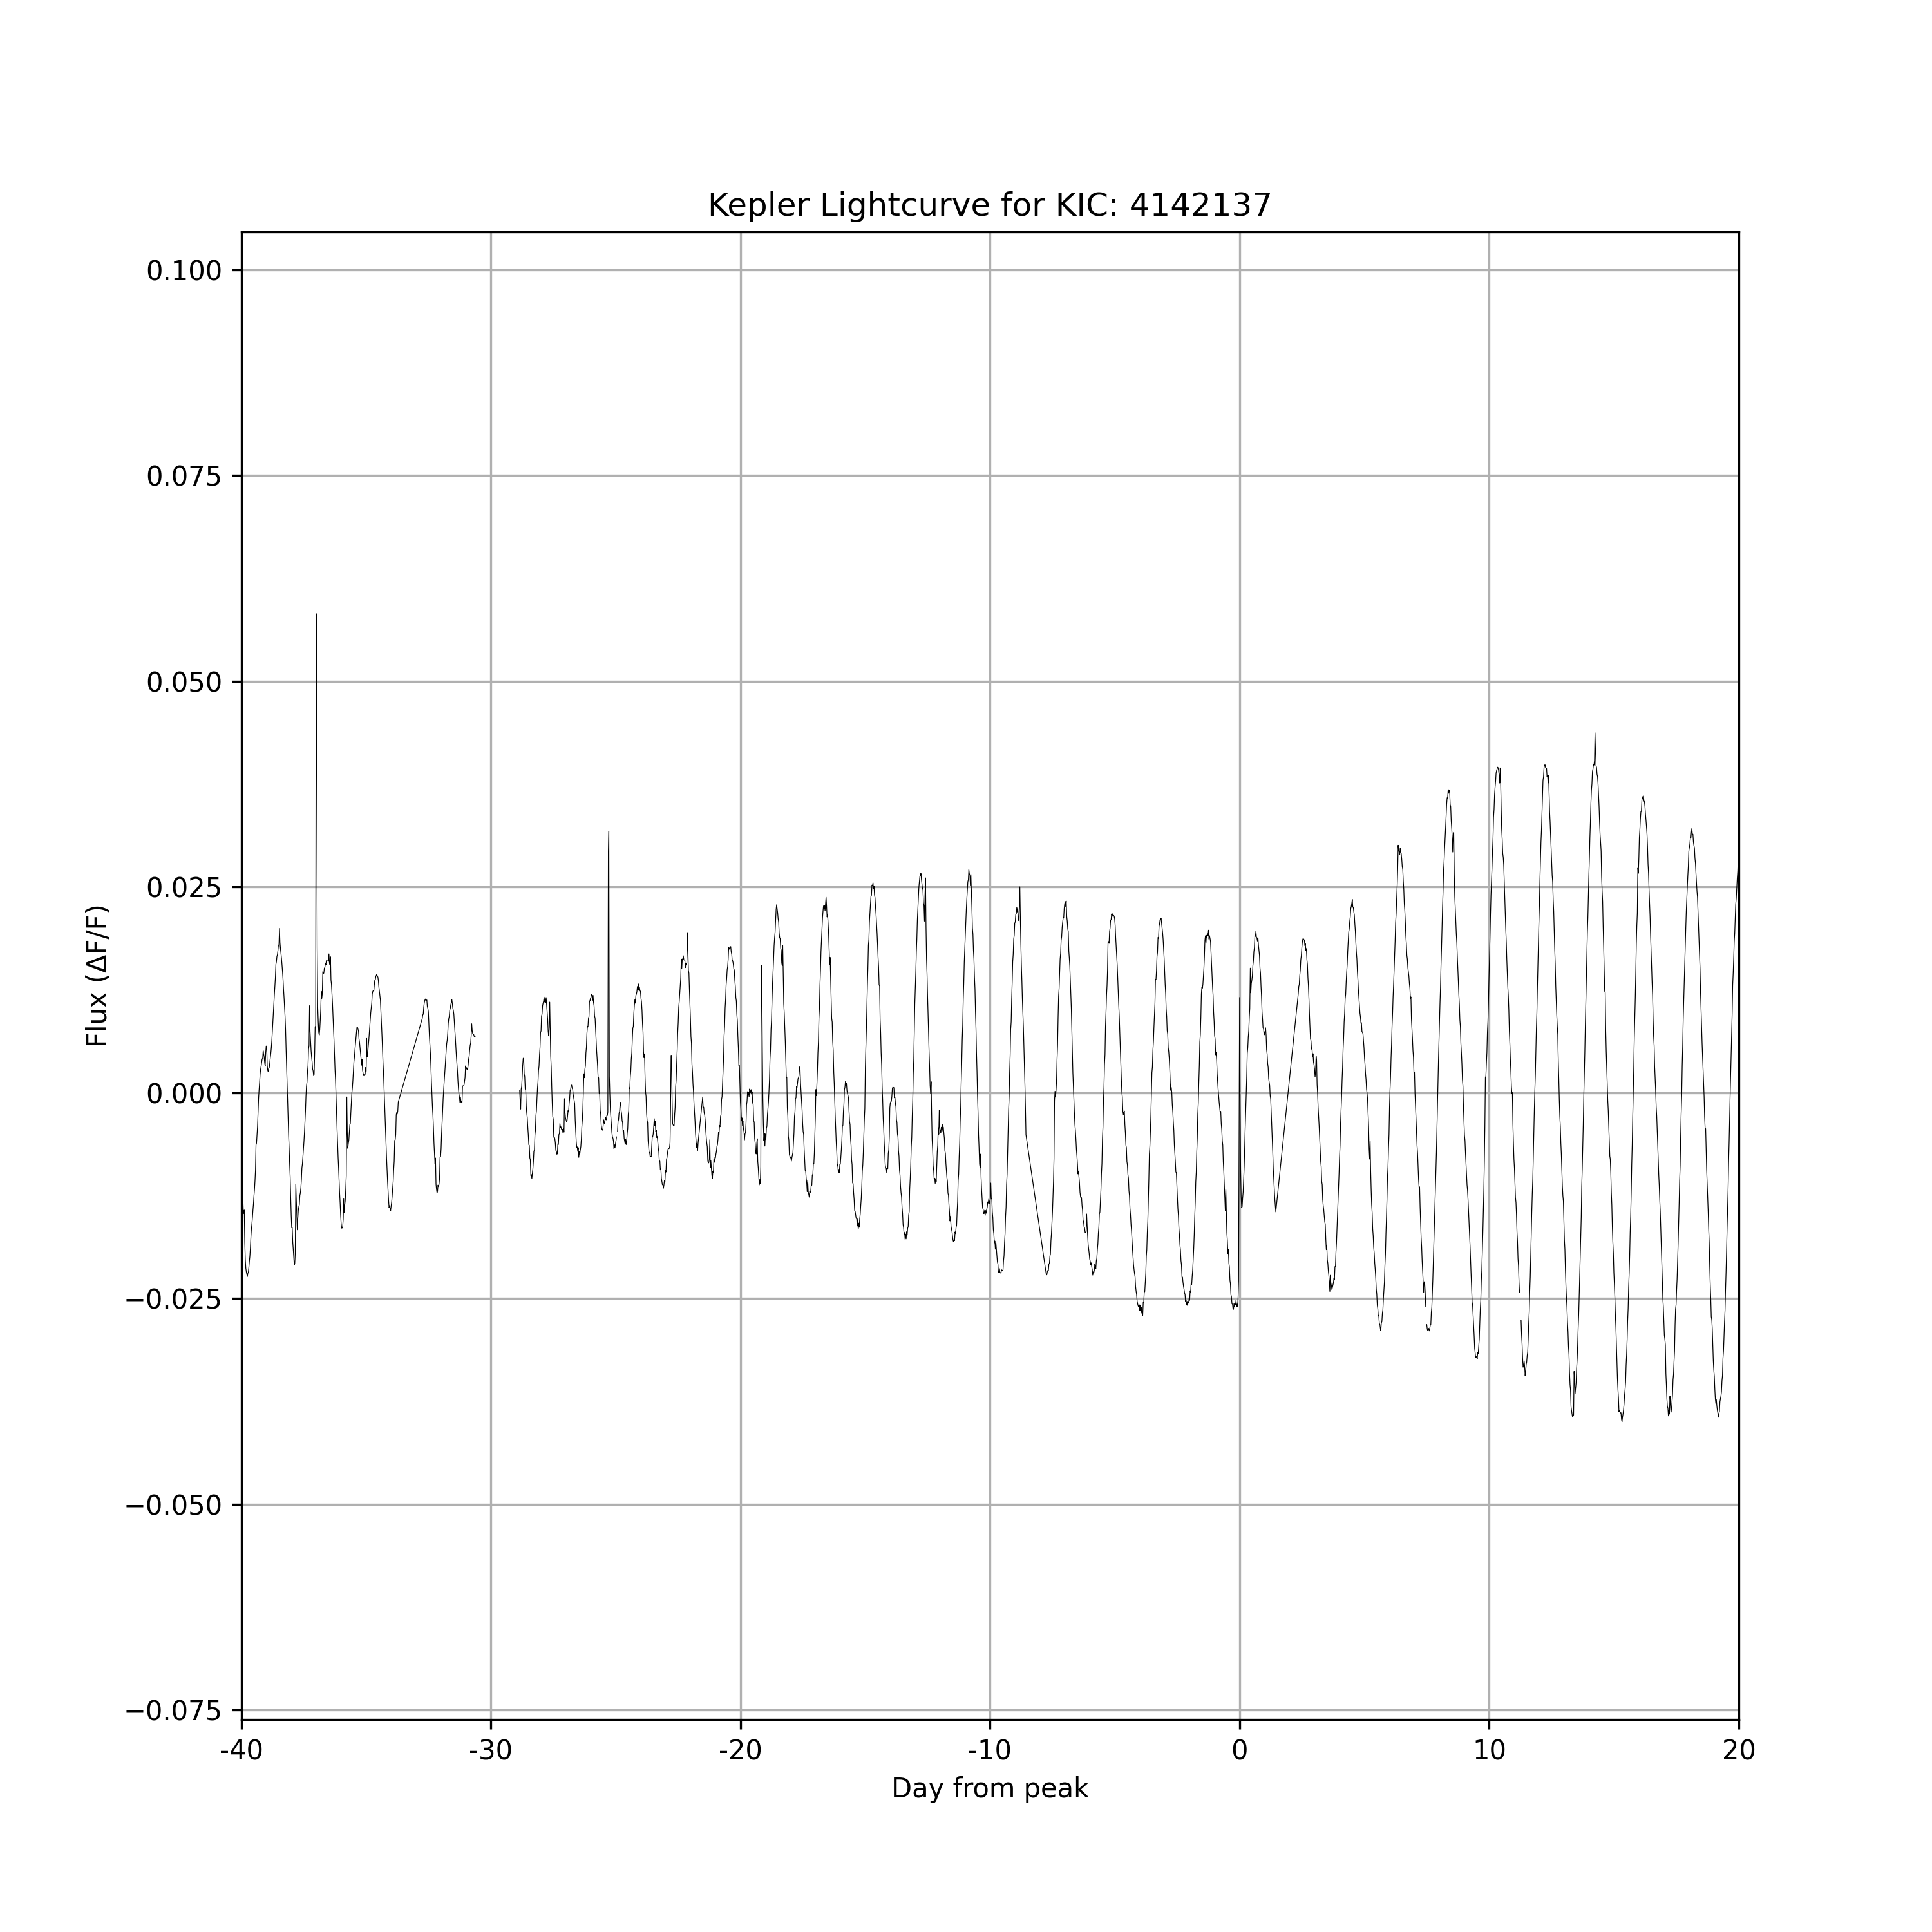 Kepler Lightcurve for KIC: 4142137
0.100
0.075
0.050
0.025
0.000
−0.025
−0.050
−0.075
Flux (ΔF/F)
-40 -30 -20 -10 0 10 20
Day from peak